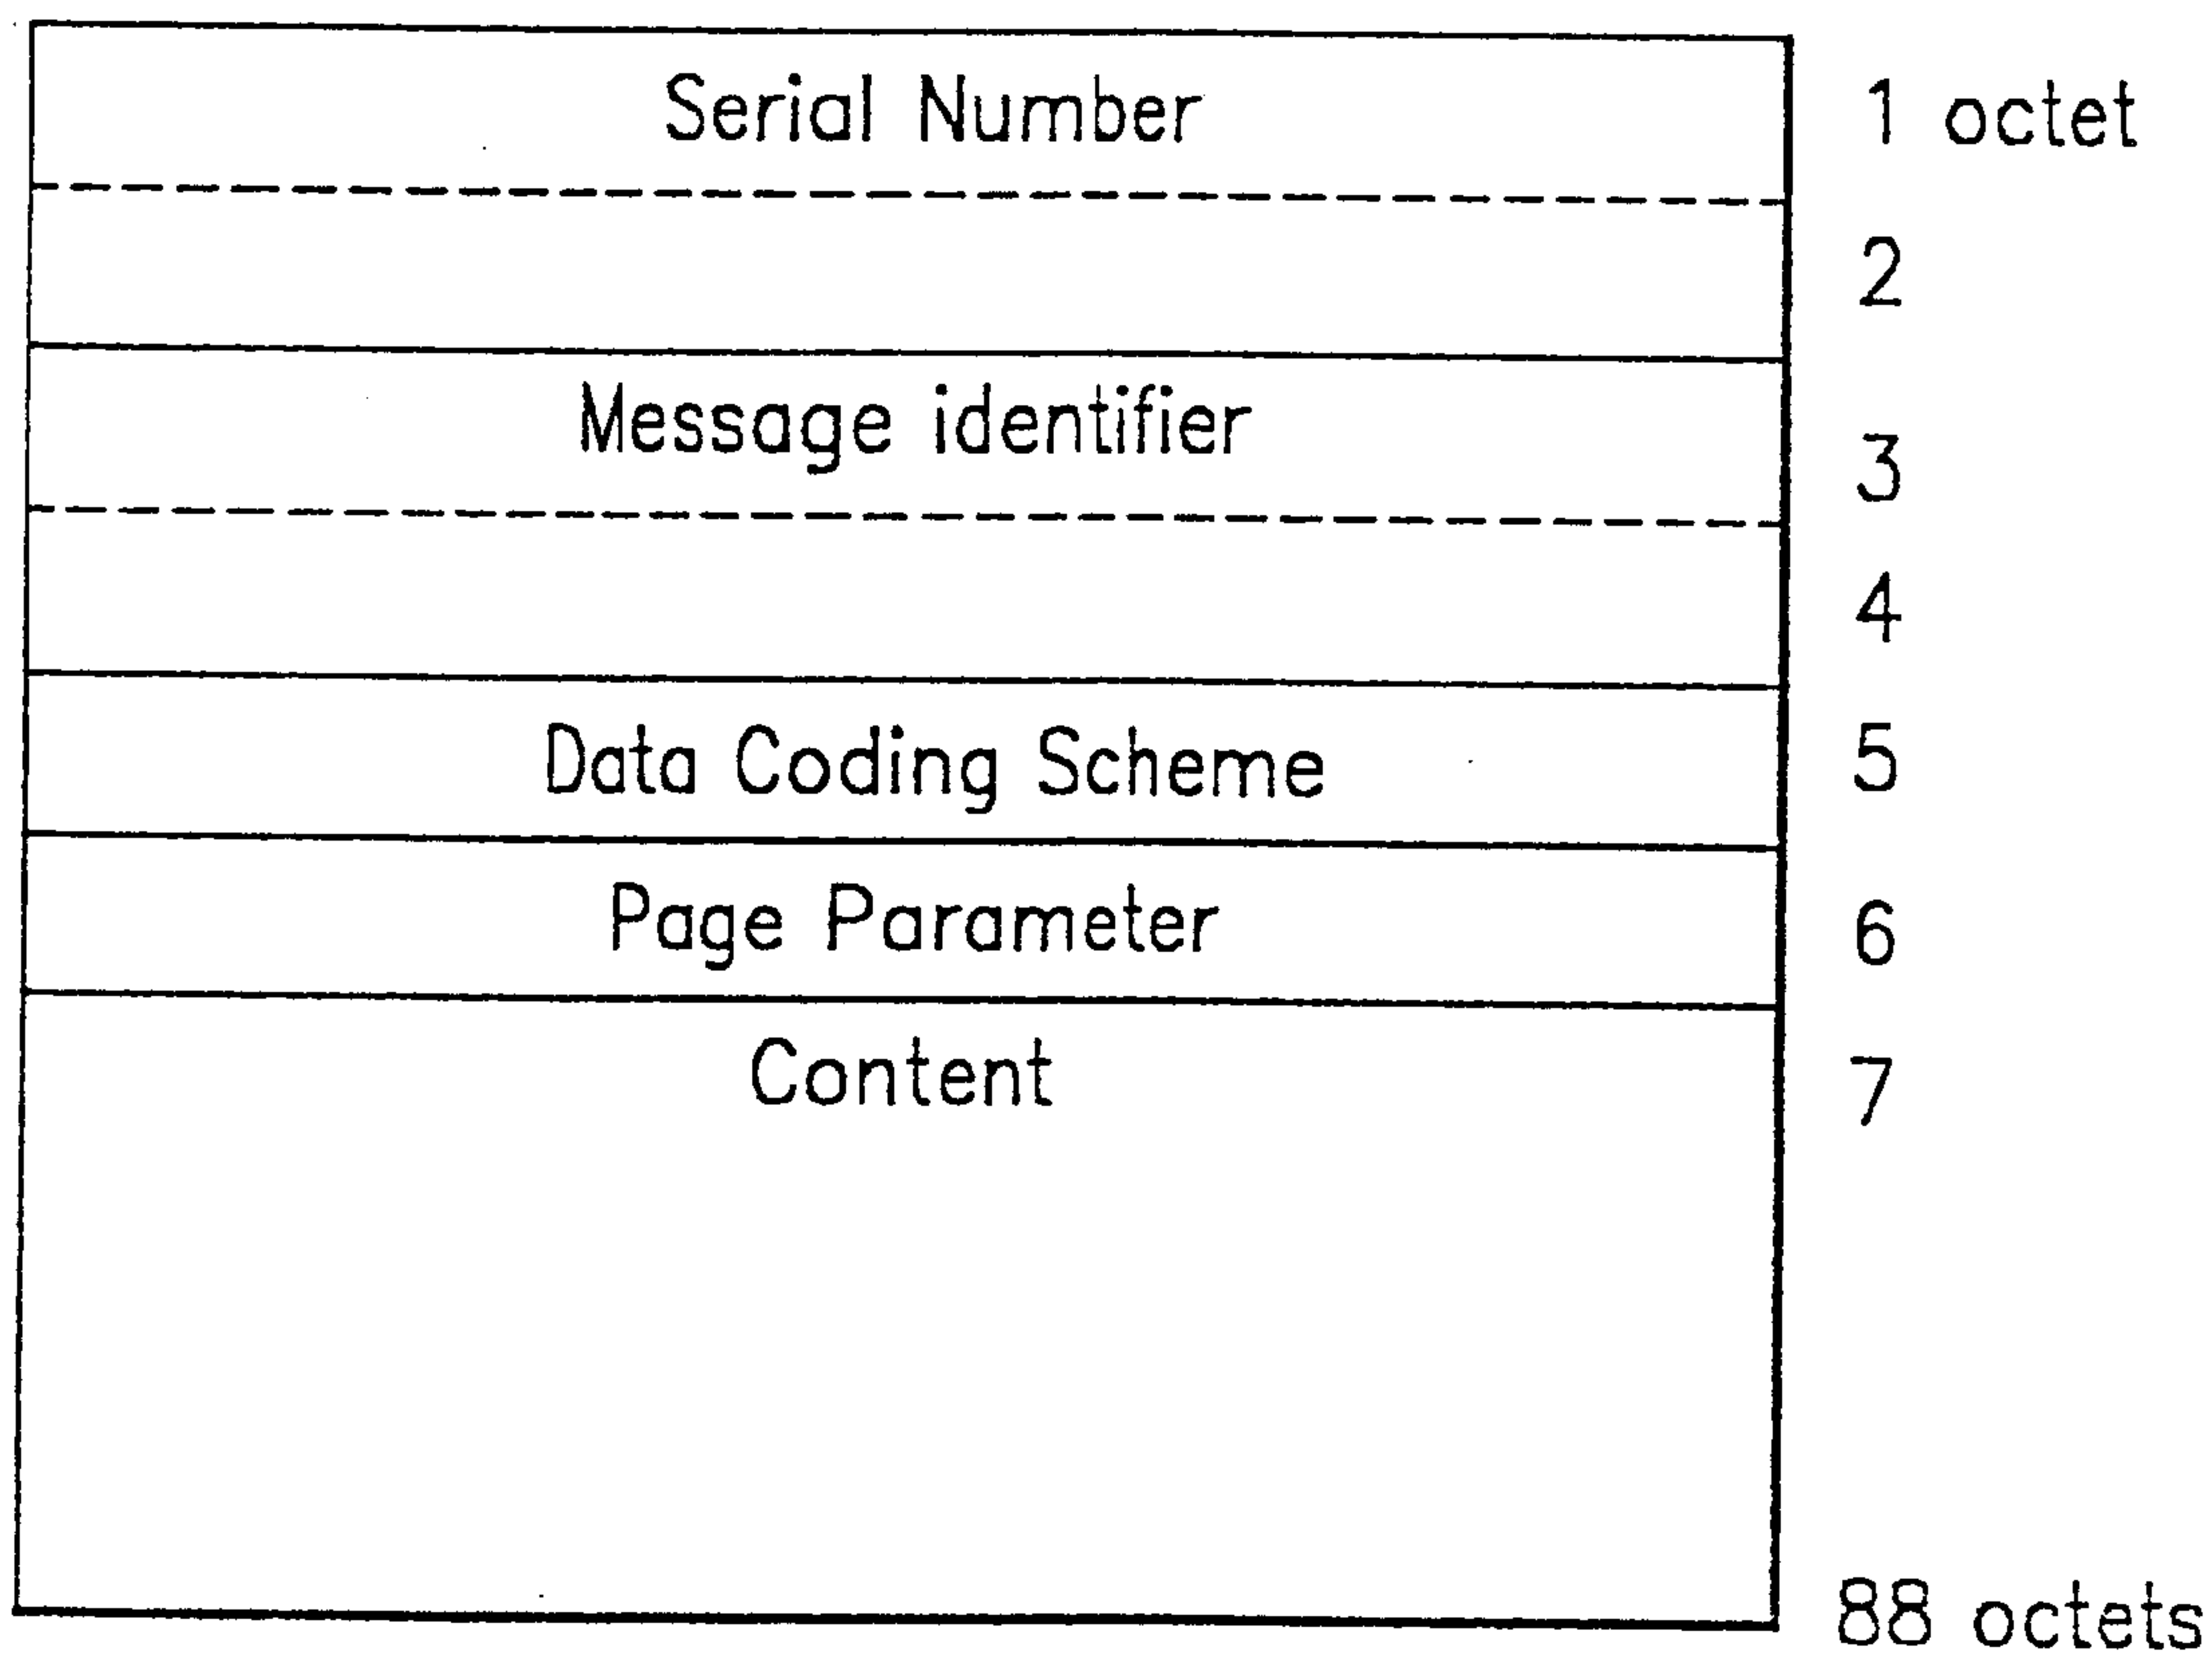 Serial Number 1 octet
2
Message identifier 3
4
Data Coding Scheme 5
Page Parameter 6
Content 7
88 octets